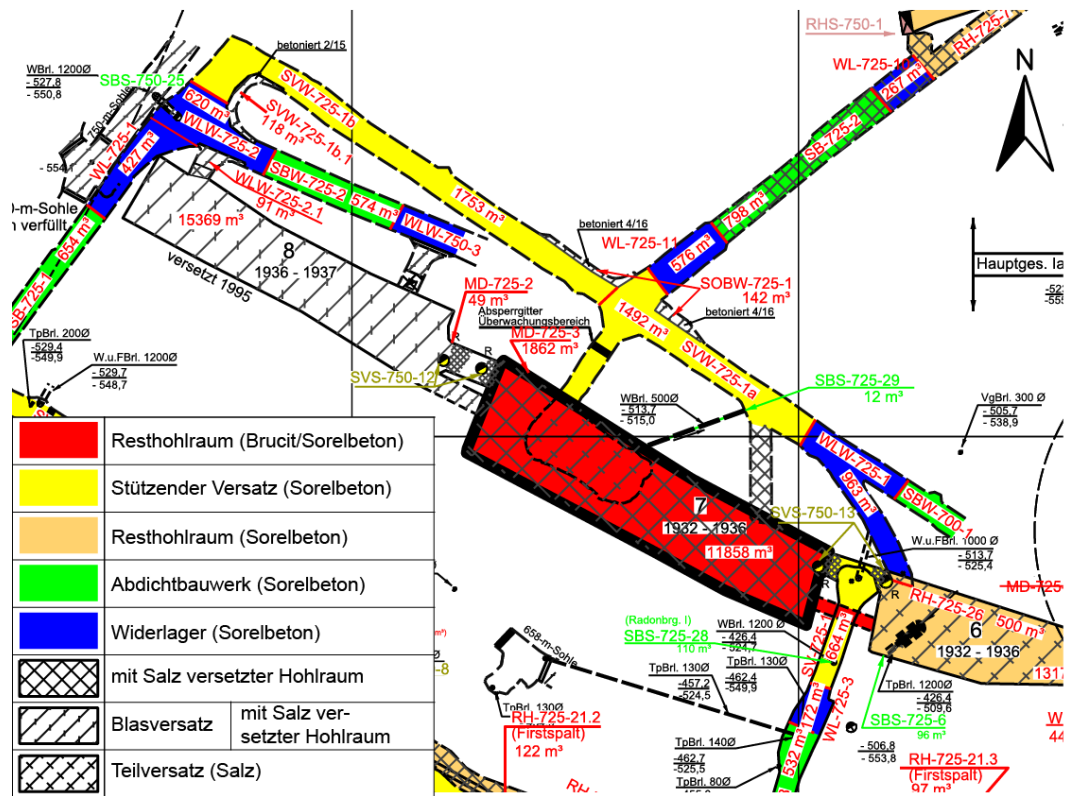 RHS-750-1
RH-725-7
WL-725-10
267 m³
N
betoniert 2/15
WBrl. 1200Ø
- 527,8
- 550,8
SBS-750-25
750-m-Sohle
620 m³
SVW-725-1b
SVW-725-1b.1
118 m³
WL-725-1
427 m³
WLW-725-2
SB-725-2
SBW-725-2
574 m³
WLW-725-2.1
91 m³
1753 m³
798 m³
0-m-Sohle
n verfüllt
15369 m³
WLW-750-3
betoniert 4/16
WL-725-11
576 m³
654 m³
8
1936 - 1937
versetzt 1995
SB-725-1
MD-725-2
49 m³
SOBW-725-1
142 m³
Hauptges. la
Absperrgitter
Überwachungsbereich
1492 m³
betoniert 4/16
MD-725-3
1862 m³
TpBrl. 200Ø
- 529,4
- 549,9
W.u.FBrl. 1200Ø
- 529,7
- 548,7
R
R
SVW-725-1a
SVS-750-12
SBS-725-29
12 m³
WBrl. 500Ø
- 513,7
- 515,0
VgBrl. 300 Ø
- 505,7
- 538,9
Resthohlraum (Brucit/Sorelbeton)
Stützender Versatz (Sorelbeton)
Resthohlraum (Sorelbeton)
Abdichtbauwerk (Sorelbeton)
Widerlager (Sorelbeton)
mit Salz versetzter Hohlraum
Blasversatz
mit Salz ver-
setzter Hohlraum
Teilversatz (Salz)
WLW-725-1
963 m³
SBW-700-1
7
1932 - 1936
11858 m³
SVS-750-13
W.u.FBrl. 1000 Ø
- 513,7
- 525,4
R
R
MD-725
RH-725-26
500 m³
6
1932 - 1936
1317
(Radonbrg. I)
SBS-725-28
110 m³
WBrl. 1200 Ø
- 426,4
- 524,7
SV-725-1
664 m³
658-m-Sohle
TpBrl. 130Ø
- 457,2
- 524,5
TpBrl. 130Ø
- 462,4
- 549,9
TpBrl. 1200Ø
- 426,4
- 509,6
172 m³
WL-725-3
SBS-725-6
96 m³
TpBrl. 130Ø
RH-725-21.2
(Firstspalt)
122 m³
TpBrl. 140Ø
-462,7
-525,5
TpBrl. 80Ø
532 m³
- 506,8
- 553,8
RH-725-21.3
(Firstspalt)
97 m³
W
44
RH-